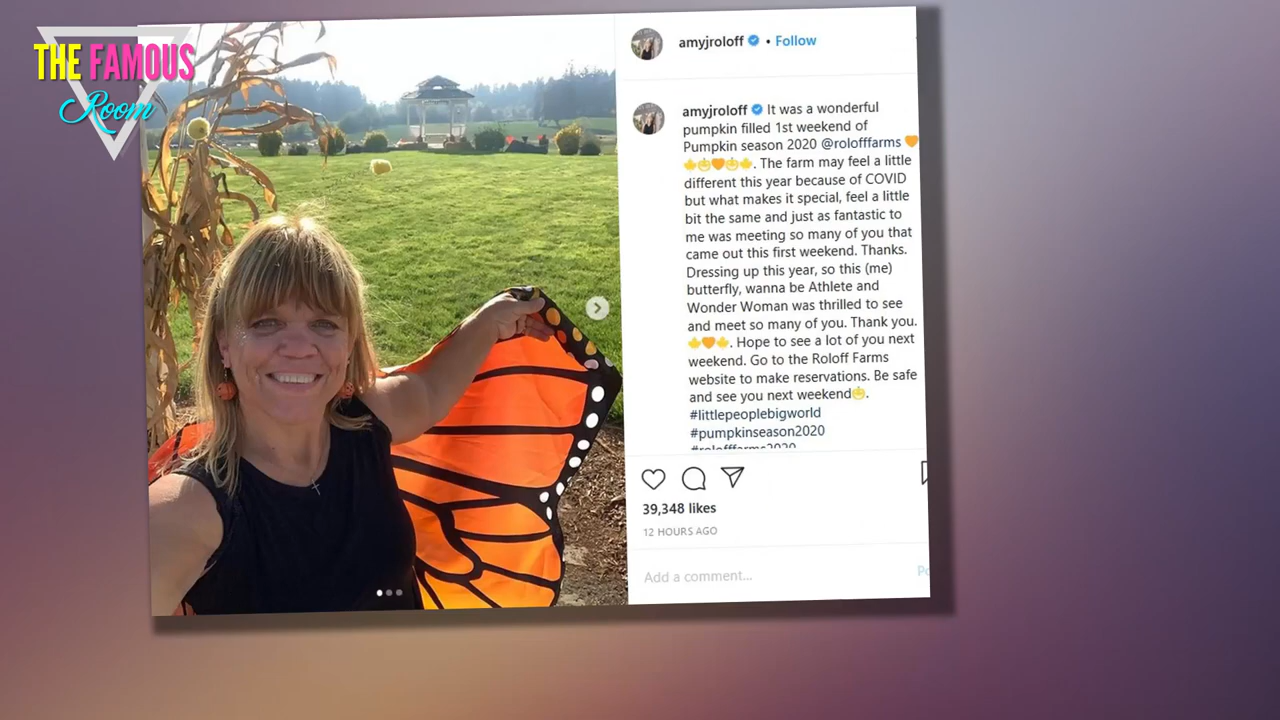 THE FAMOUS
Room
amyjroloff • Follow
amyjroloff It was a wonderful
pumpkin filled 1st weekend of
Pumpkin season 2020 @rolofffarms 🧡
🍁🎃🧡🎃🍁. The farm may feel a little
different this year because of COVID
but what makes it special, feel a little
bit the same and just as fantastic to
me was meeting so many of you that
came out this first weekend. Thanks.
Dressing up this year, so this (me)
butterfly, wanna be Athlete and
Wonder Woman was thrilled to see
and meet so many of you. Thank you.
🍁🧡🍁. Hope to see a lot of you next
weekend. Go to the Roloff Farms
website to make reservations. Be safe
and see you next weekend🎃.
#littlepeoplebigworld
#pumpkinseason2020
#rolofffarms2020
39,348 likes
12 HOURS AGO
Add a comment...